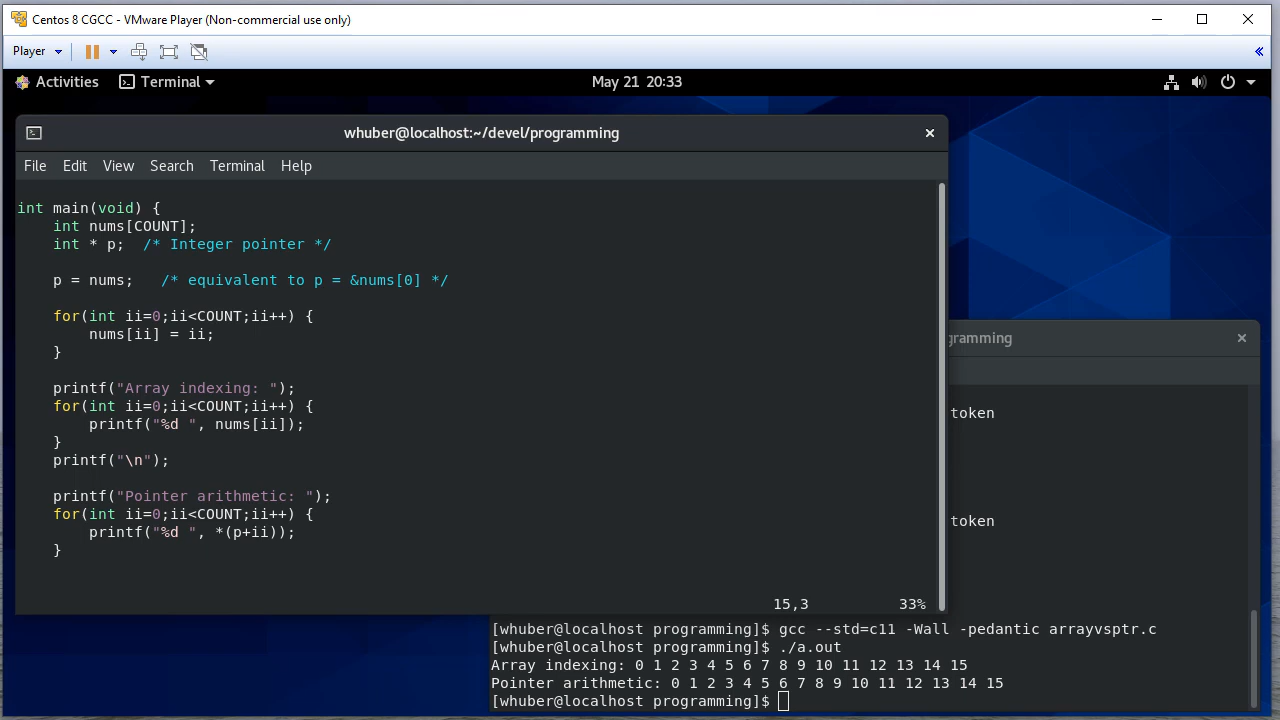 Centos 8 CGCC - VMware Player (Non-commercial use only)
Player
Activities Terminal May 21 20:33
whuber@localhost:~/devel/programming
File Edit View Search Terminal Help
int main(void) {
    int nums[COUNT];
    int * p;  /* Integer pointer */
    p = nums;   /* equivalent to p = &nums[0] */
    for(int ii=0;ii<COUNT;ii++) {
        nums[ii] = ii;
    }
    printf("Array indexing: ");
    for(int ii=0;ii<COUNT;ii++) {
        printf("%d ", nums[ii]);
    }
    printf("\n");
    printf("Pointer arithmetic: ");
    for(int ii=0;ii<COUNT;ii++) {
        printf("%d ", *(p+ii));
    }
15,3 33%
token
token
[whuber@localhost programming]$ gcc --std=c11 -Wall -pedantic arrayvsptr.c
[whuber@localhost programming]$ ./a.out
Array indexing: 0 1 2 3 4 5 6 7 8 9 10 11 12 13 14 15
Pointer arithmetic: 0 1 2 3 4 5 6 7 8 9 10 11 12 13 14 15
[whuber@localhost programming]$